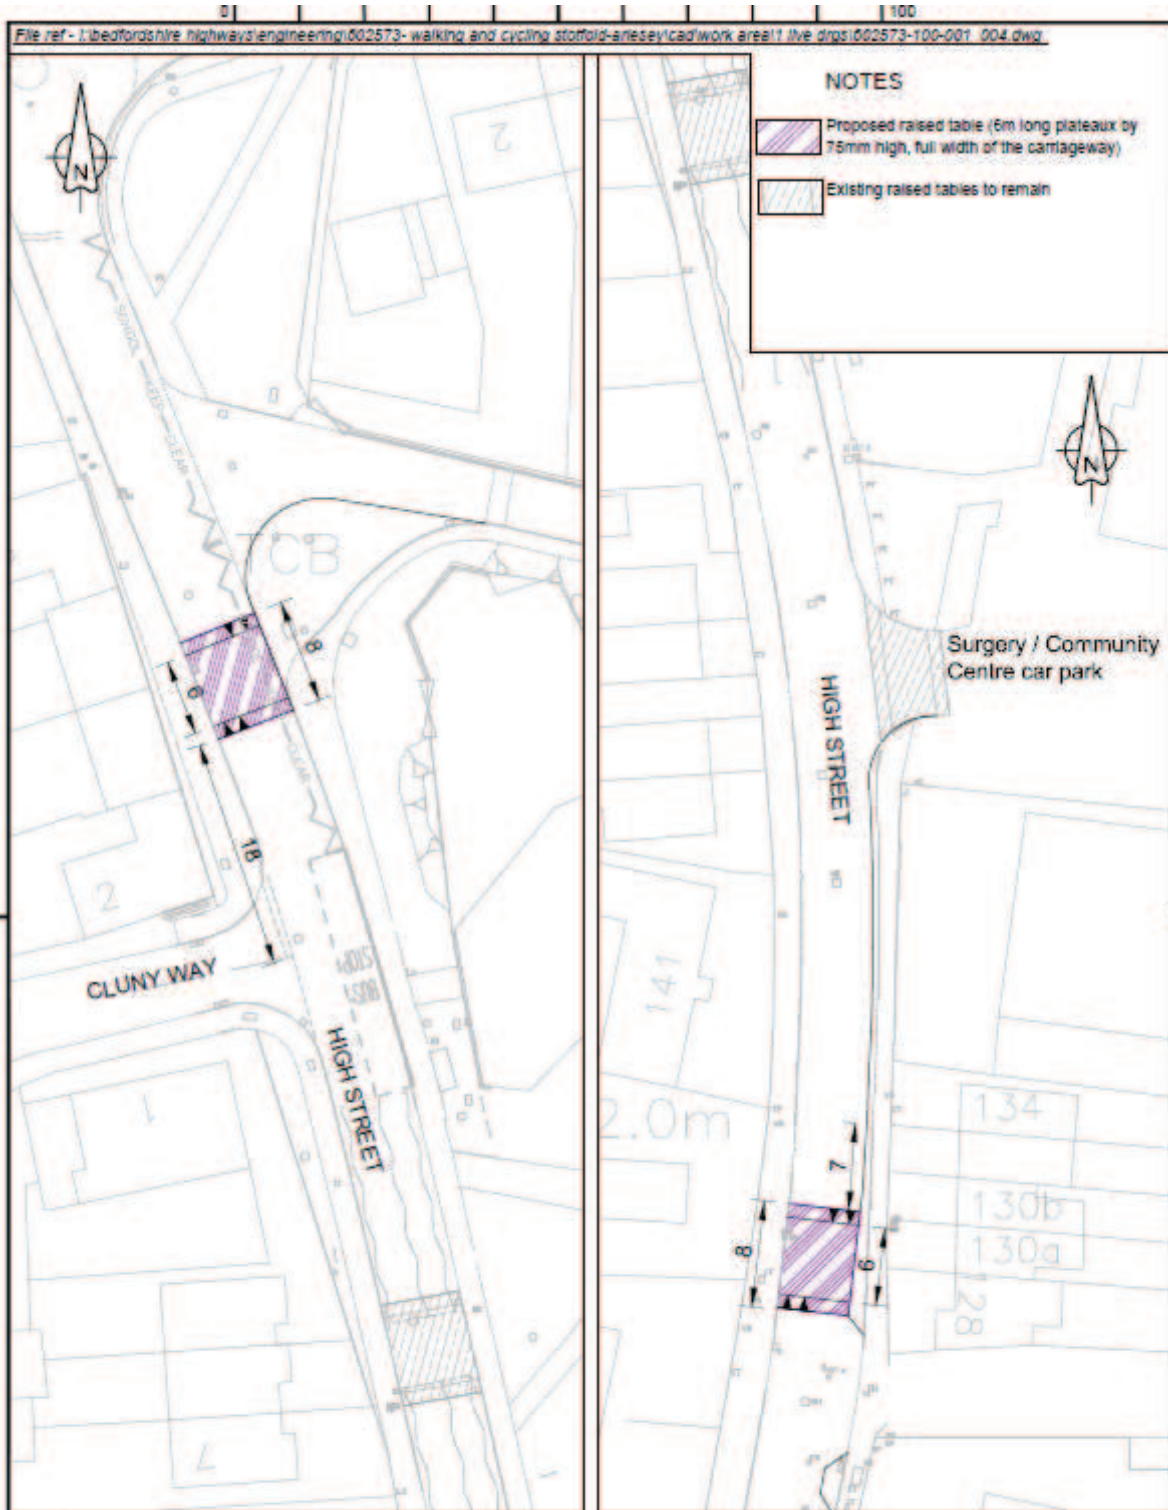 0
100
File ref - I:\bedfordshire highways\engineering\602573- walking and cycling stotfold-arlesey\cad\work area\1 live drgs\602573-100-001_004.dwg
NOTES
Proposed raised table (6m long plateaux by
75mm high, full width of the carriageway)
Existing raised tables to remain
N
2
SCHOOL KEEP CLEAR
CB
8
6
CLEAR
18
2
CLUNY WAY
BUS
STOP
HIGH STREET
1
7
N
Surgery / Community
Centre car park
HIGH STREET
141
2.0m
134
7
130b
130a
128
8
6